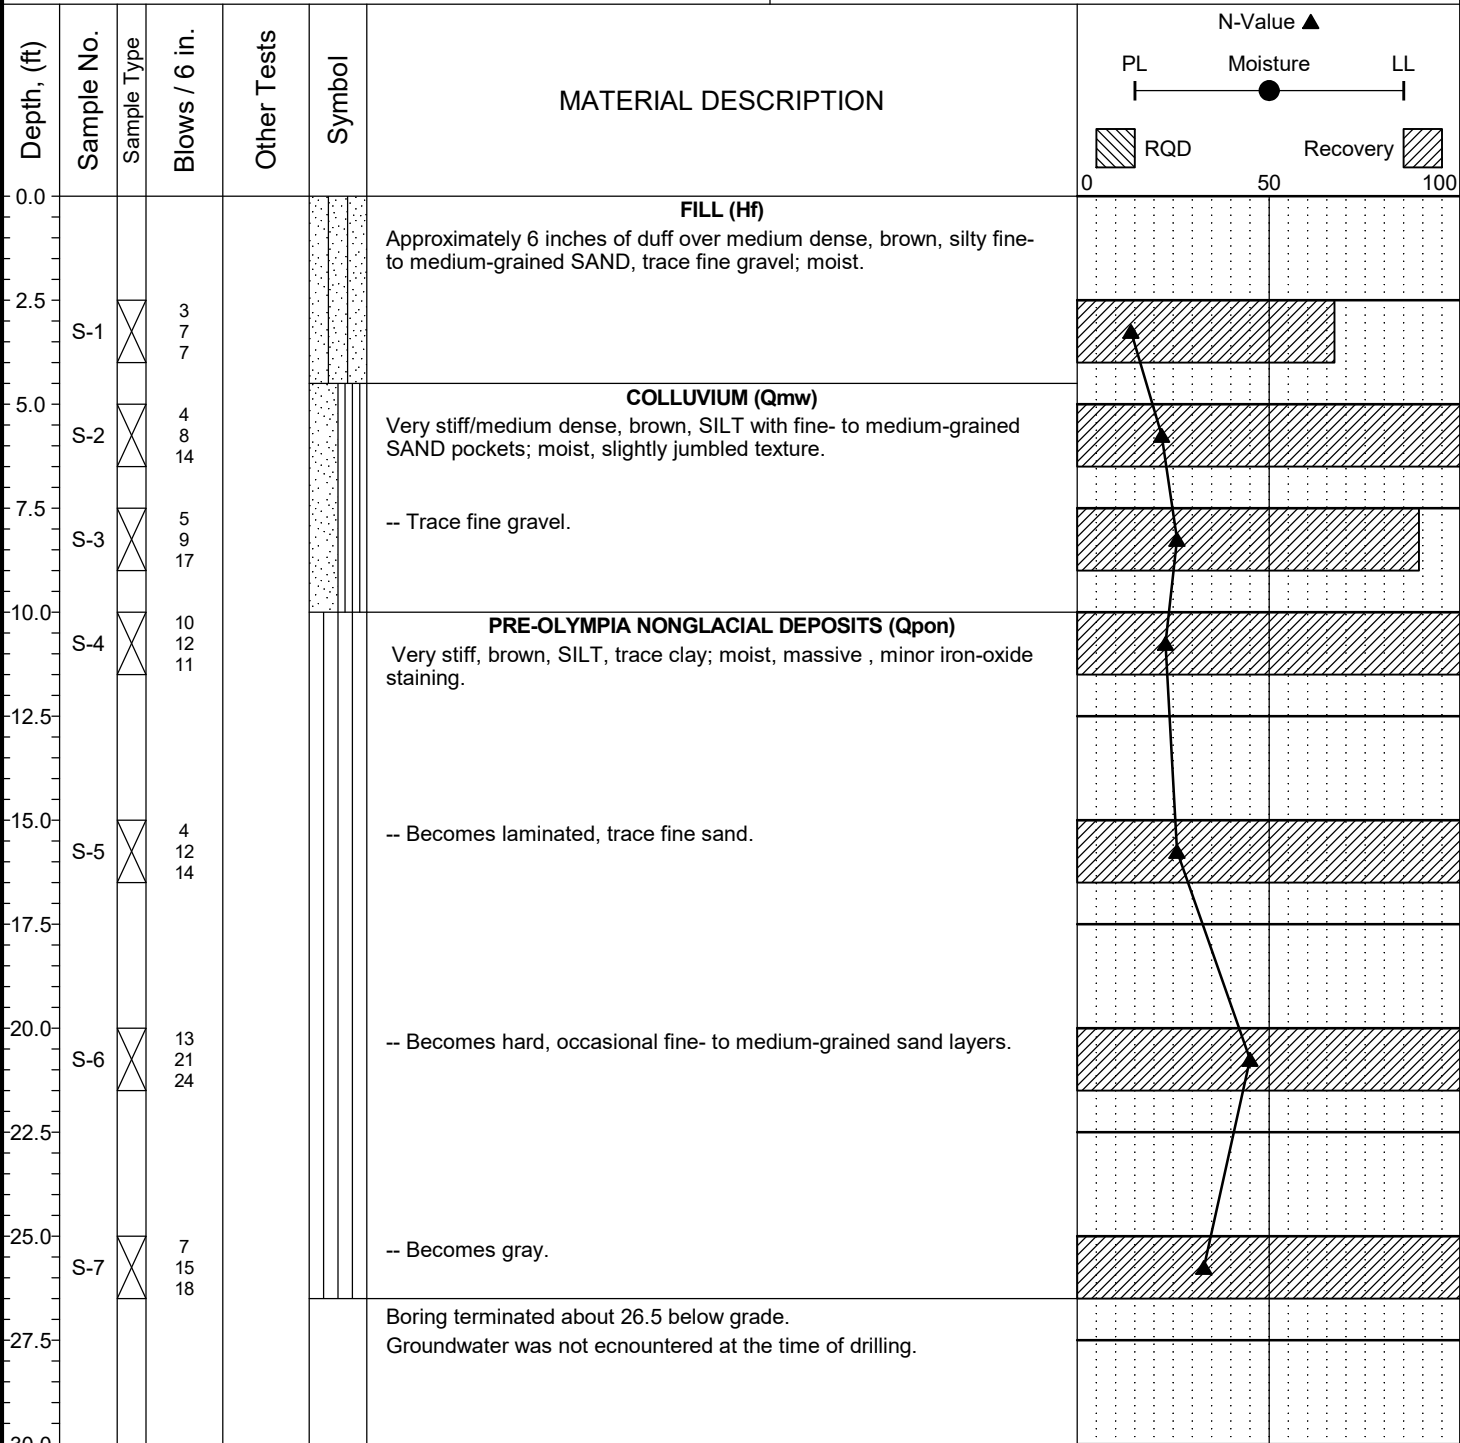 Depth, (ft)
Sample No.
Sample Type
Blows / 6 in.
Other Tests
Symbol
MATERIAL DESCRIPTION
N-Value
PL Moisture LL
RQD Recovery
0 50 100
0.0
FILL (Hf)
Approximately 6 inches of duff over medium dense, brown, silty fine-
to medium-grained SAND, trace fine gravel; moist.
2.5
S-1
3
7
7
COLLUVIUM (Qmw)
5.0
S-2
4
8
14
Very stiff/medium dense, brown, SILT with fine- to medium-grained
SAND pockets; moist, slightly jumbled texture.
7.5
S-3
5
9
17
-- Trace fine gravel.
10.0
PRE-OLYMPIA NONGLACIAL DEPOSITS (Qpon)
S-4
10
12
11
Very stiff, brown, SILT, trace clay; moist, massive , minor iron-oxide
staining.
12.5
15.0
S-5
4
12
14
-- Becomes laminated, trace fine sand.
17.5
20.0
S-6
13
21
24
-- Becomes hard, occasional fine- to medium-grained sand layers.
22.5
25.0
S-7
7
15
18
-- Becomes gray.
Boring terminated about 26.5 below grade.
27.5
Groundwater was not ecnountered at the time of drilling.
30.0